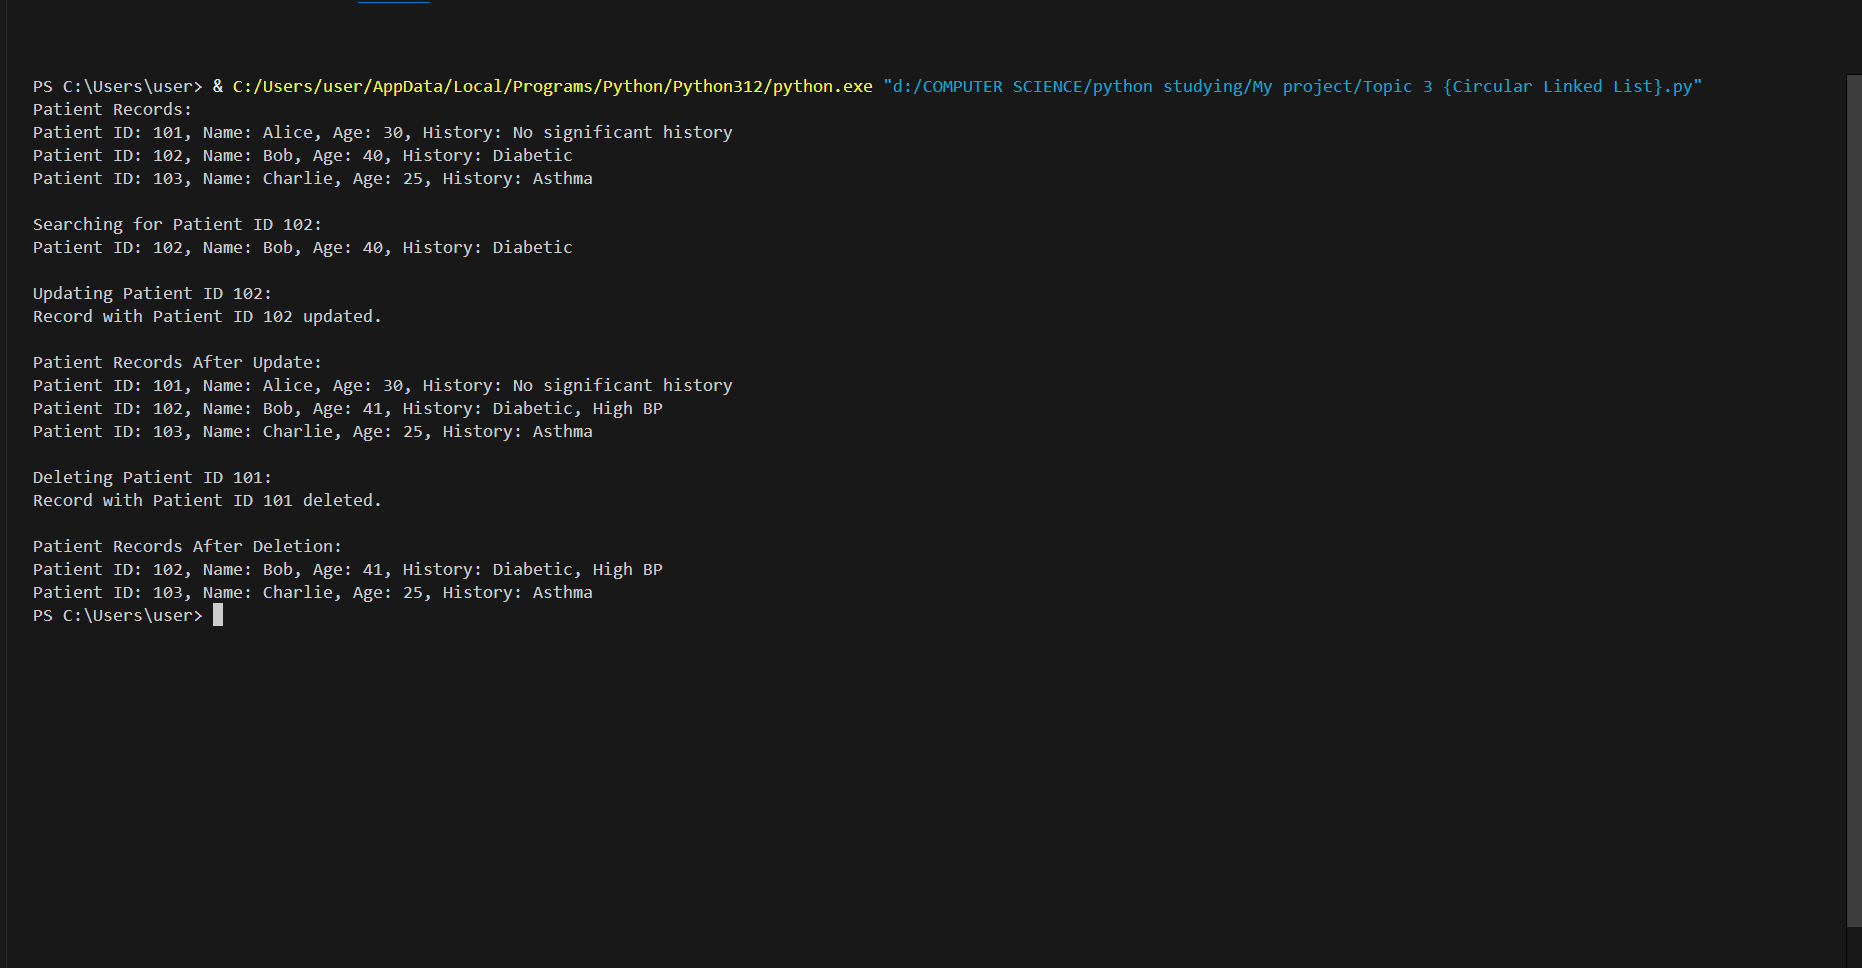 PS C:\Users\user> & C:/Users/user/AppData/Local/Programs/Python/Python312/python.exe "d:/COMPUTER SCIENCE/python studying/My project/Topic 3 {Circular Linked List}.py"
Patient Records:
Patient ID: 101, Name: Alice, Age: 30, History: No significant history
Patient ID: 102, Name: Bob, Age: 40, History: Diabetic
Patient ID: 103, Name: Charlie, Age: 25, History: Asthma

Searching for Patient ID 102:
Patient ID: 102, Name: Bob, Age: 40, History: Diabetic

Updating Patient ID 102:
Record with Patient ID 102 updated.

Patient Records After Update:
Patient ID: 101, Name: Alice, Age: 30, History: No significant history
Patient ID: 102, Name: Bob, Age: 41, History: Diabetic, High BP
Patient ID: 103, Name: Charlie, Age: 25, History: Asthma

Deleting Patient ID 101:
Record with Patient ID 101 deleted.

Patient Records After Deletion:
Patient ID: 102, Name: Bob, Age: 41, History: Diabetic, High BP
Patient ID: 103, Name: Charlie, Age: 25, History: Asthma
PS C:\Users\user>